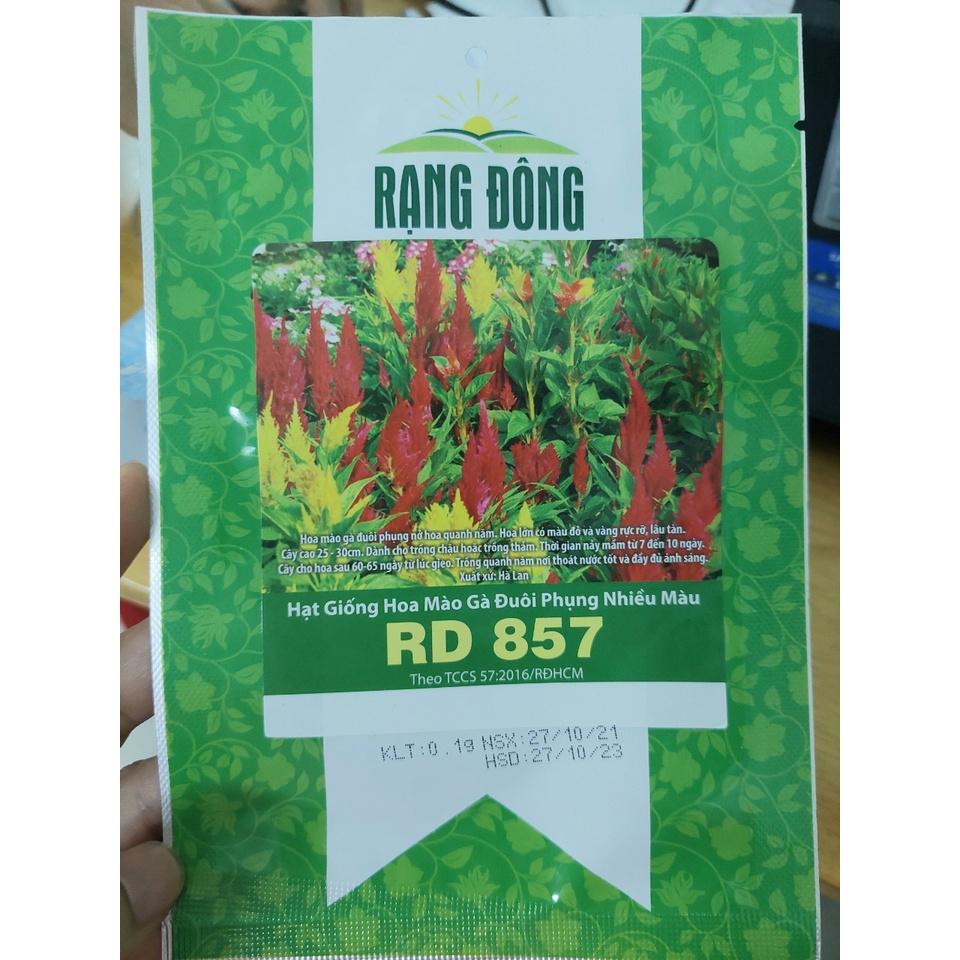 RẠNG ĐÔNG
Hoa mào gà đuôi phụng nở hoa quanh năm. Hoa lớn có màu đỏ và vàng rực rỡ, lâu tàn.
Cây cao 25 - 30cm. Dành cho trồng chậu hoặc trồng thảm. Thời gian nảy mầm từ 7 đến 10 ngày.
Cây cho hoa sau 60-65 ngày từ lúc gieo. Trồng quanh năm nơi thoát nước tốt và đầy đủ ánh sáng.
Xuất xứ: Hà Lan
Hạt Giống Hoa Mào Gà Đuôi Phụng Nhiều Màu
RD 857
Theo TCCS 57:2016/RĐHCM
KLT:0.1g NSX:27/10/21
HSD:27/10/23